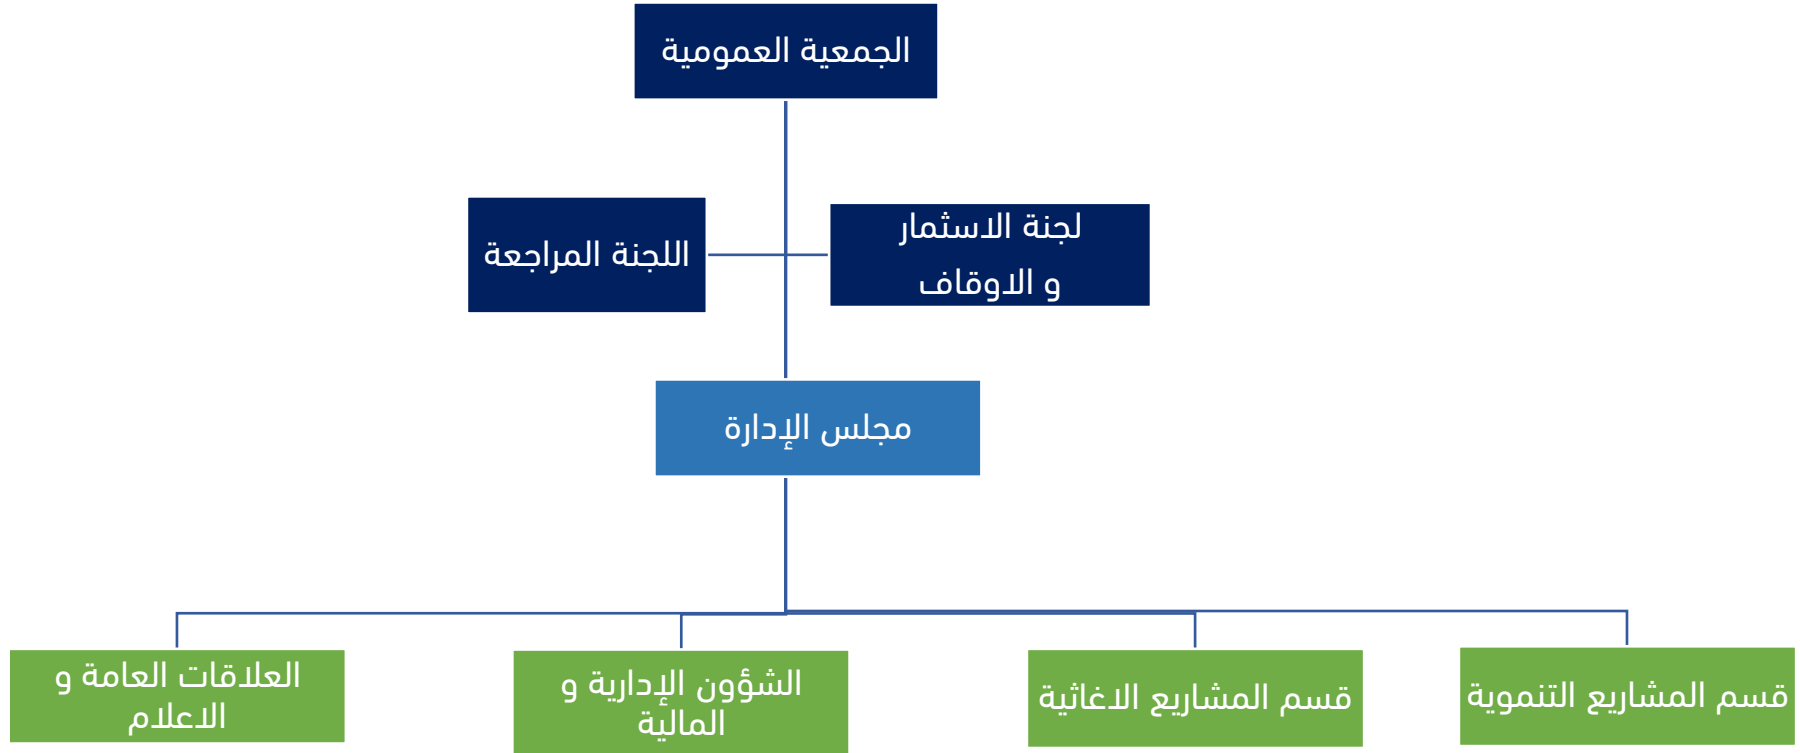 الجمعية العمومية
لجنة الاسثمار
و الاوقاف
اللجنة المراجعة
مجلس الإدارة
قسم المشاريع التنموية
قسم المشاريع الاغاثية
الشؤون الإدارية و
المالية
العلاقات العامة و
الاعلام